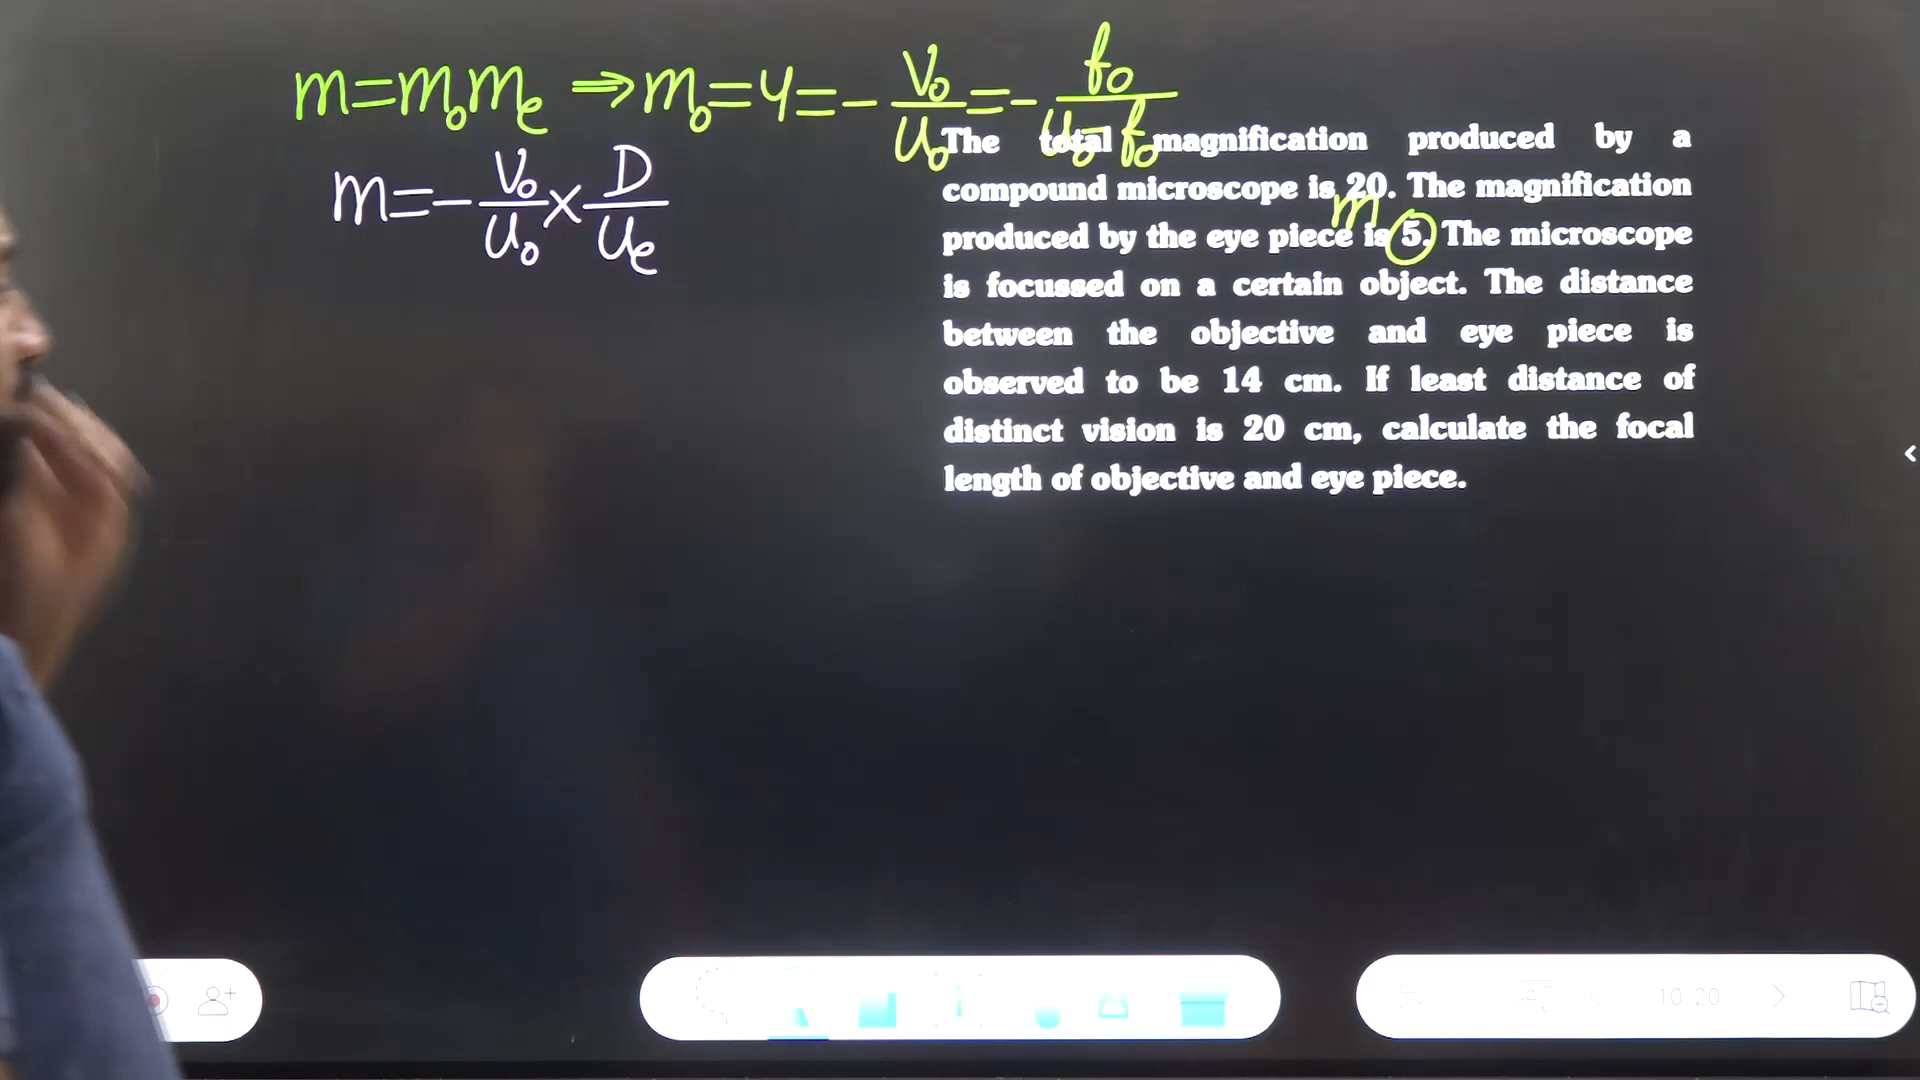 m=m₀mₑ ⇒ m₀=4=-V₀/U₀=-f₀/U₀-f₀
m=-V₀/U₀×D/Uₑ
The total magnification produced by a
compound microscope is 20. The magnification
m
produced by the eye piece is 5. The microscope
is focussed on a certain object. The distance
between the objective and eye piece is
observed to be 14 cm. If least distance of
distinct vision is 20 cm, calculate the focal
length of objective and eye piece.
10 20